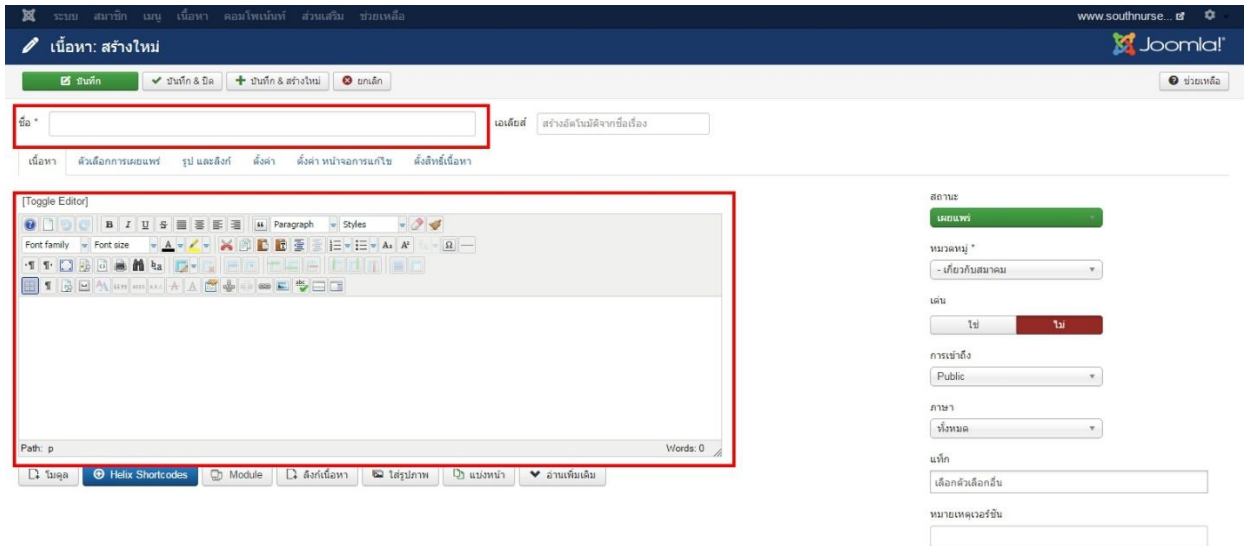 ระบบ สมาชิก เมนู เนื้อหา คอมโพเน้นท์ ส่วนเสริม ช่วยเหลือ www.southnurse...
เนื้อหา: สร้างใหม่ Joomla!
บันทึก บันทึก & ปิด บันทึก & สร้างใหม่ ยกเลิก ช่วยเหลือ
ชื่อ * เอเลียส์ สร้างอัตโนมัติจากชื่อเรื่อง
เนื้อหา ตัวเลือกการเผยแพร่ รูป และลิงก์ ตั้งค่า ตั้งค่า หน้าจอการแก้ไข ตั้งสิทธิ์เนื้อหา
[Toggle Editor]
Paragraph Styles
Font family Font size
Path: p Words: 0
โมดูล Helix Shortcodes Module ลิงก์เนื้อหา ใส่รูปภาพ แบ่งหน้า อ่านเพิ่มเติม
สถานะ
เผยแพร่
หมวดหมู่ *
- เกี่ยวกับสมาคม
เด่น
ใช่ ไม่
การเข้าถึง
Public
ภาษา
ทั้งหมด
แท็ก
เลือกตัวเลือกอื่น
หมายเหตุเวอร์ชัน